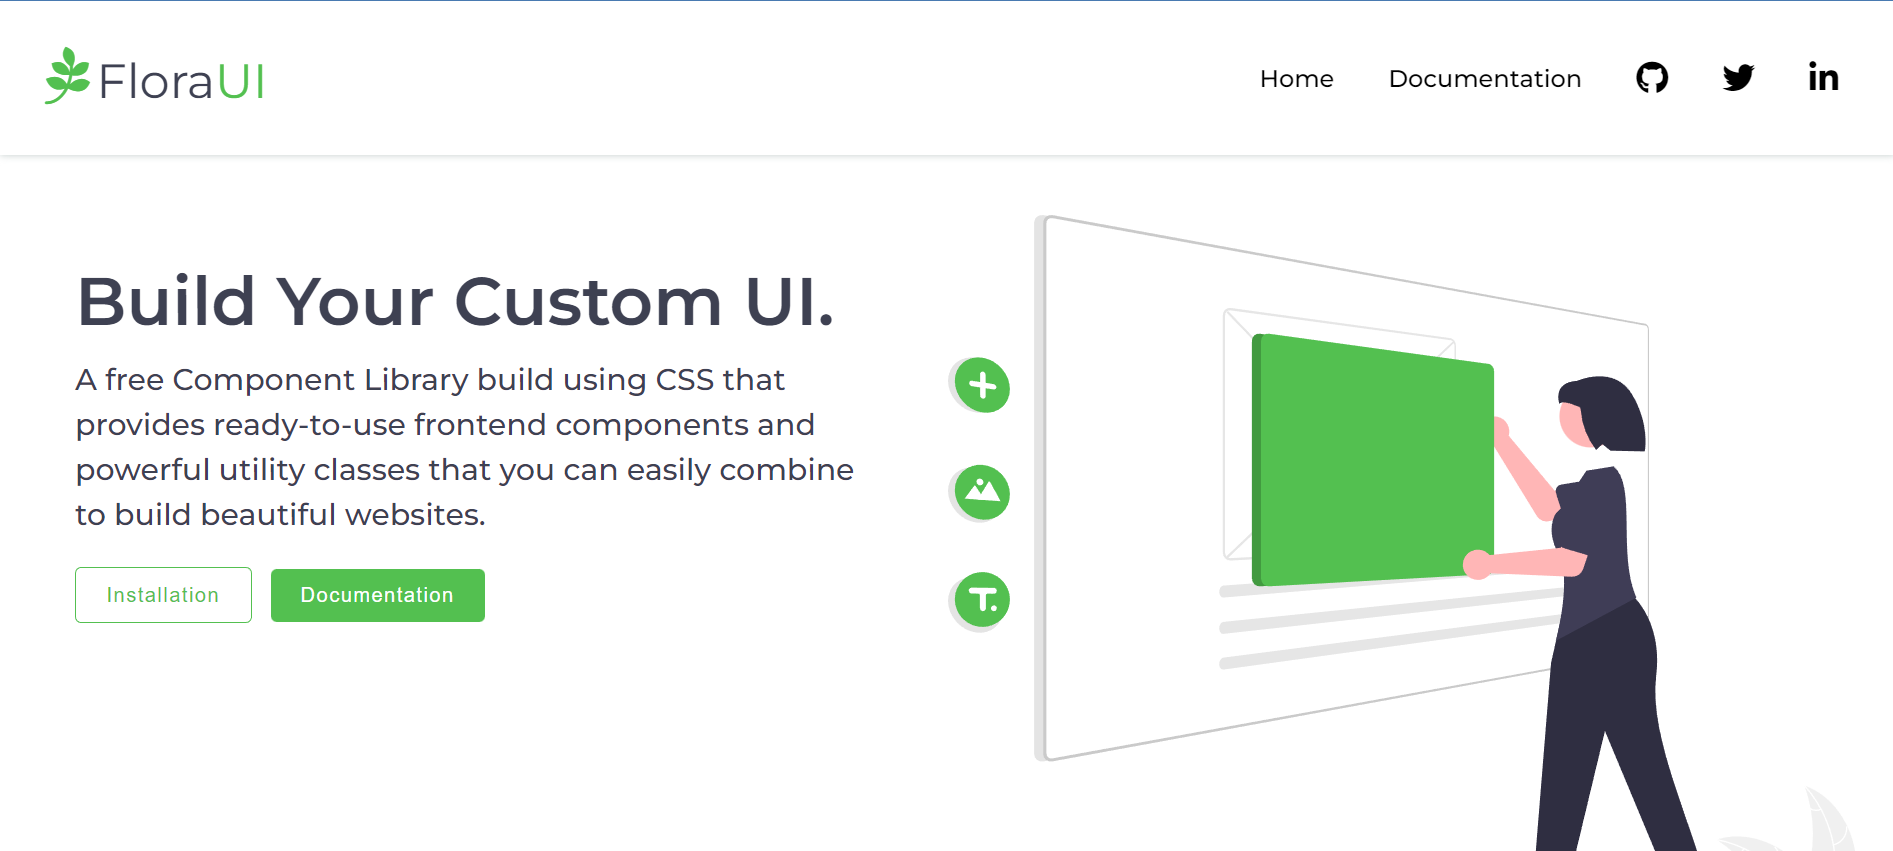 FloraUI
Home
Documentation
Build Your Custom UI.
A free Component Library build using CSS that
provides ready-to-use frontend components and
powerful utility classes that you can easily combine
to build beautiful websites.
Installation
Documentation
T.